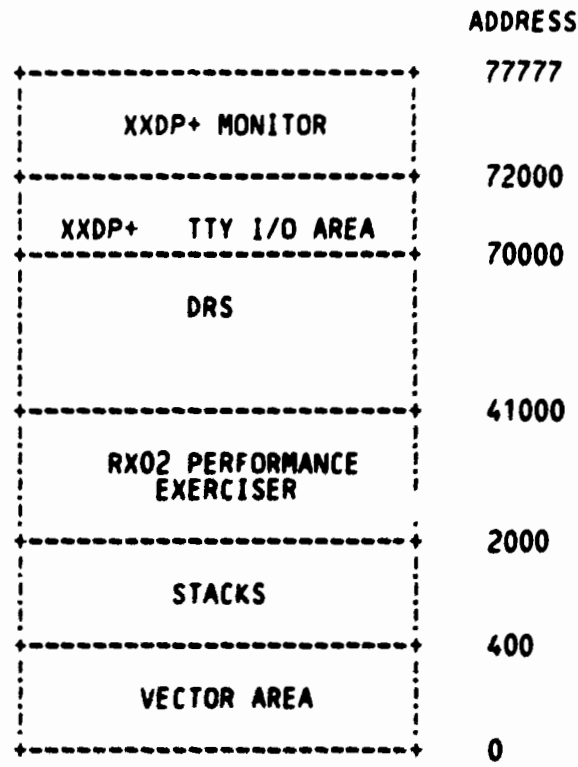 ADDRESS
77777
XXDP+ MONITOR
72000
XXDP+ TTY I/O AREA
70000
DRS
41000
RX02 PERFORMANCE
EXERCISER
2000
STACKS
400
VECTOR AREA
0